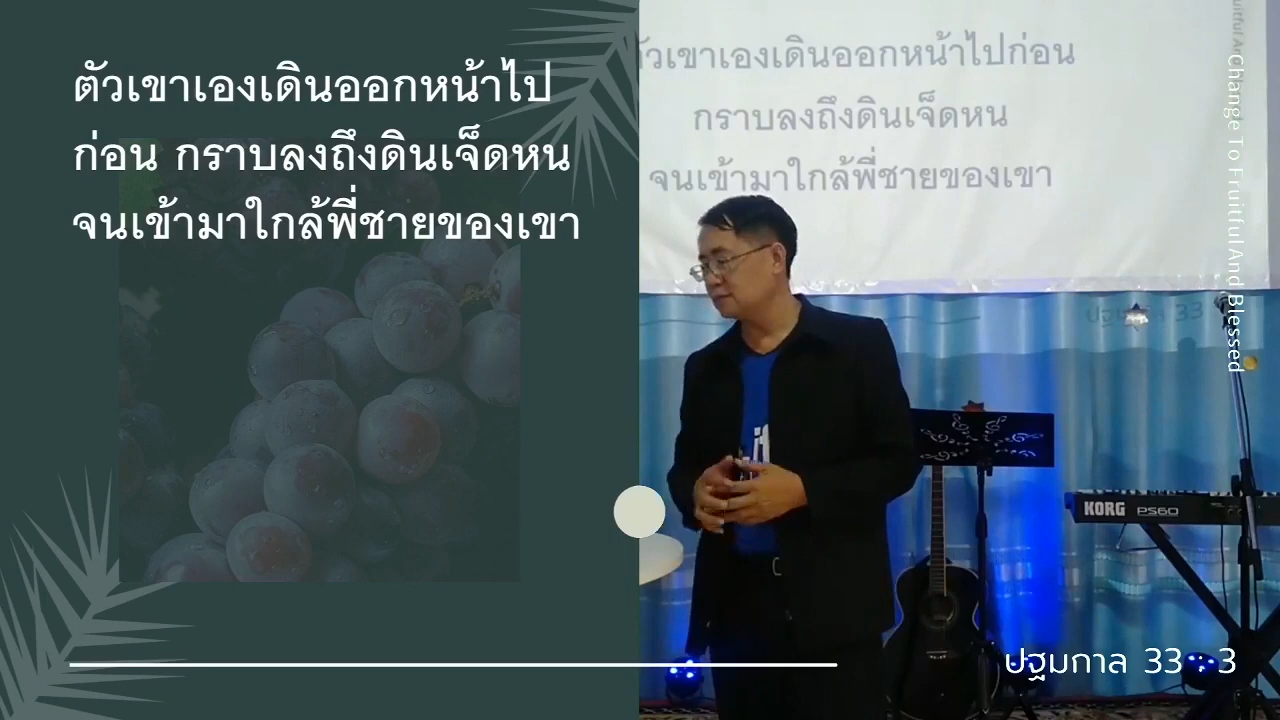 ตัวเขาเองเดินออกหน้าไป
ก่อน กราบลงถึงดินเจ็ดหน
จนเข้ามาใกล้พี่ชายของเขา
ตัวเขาเองเดินออกหน้าไปก่อน
กราบลงถึงดินเจ็ดหน
จนเข้ามาใกล้พี่ชายของเขา
Change To Fruitful And Blessed
KORG PS60
ปฐมกาล 33 : 3